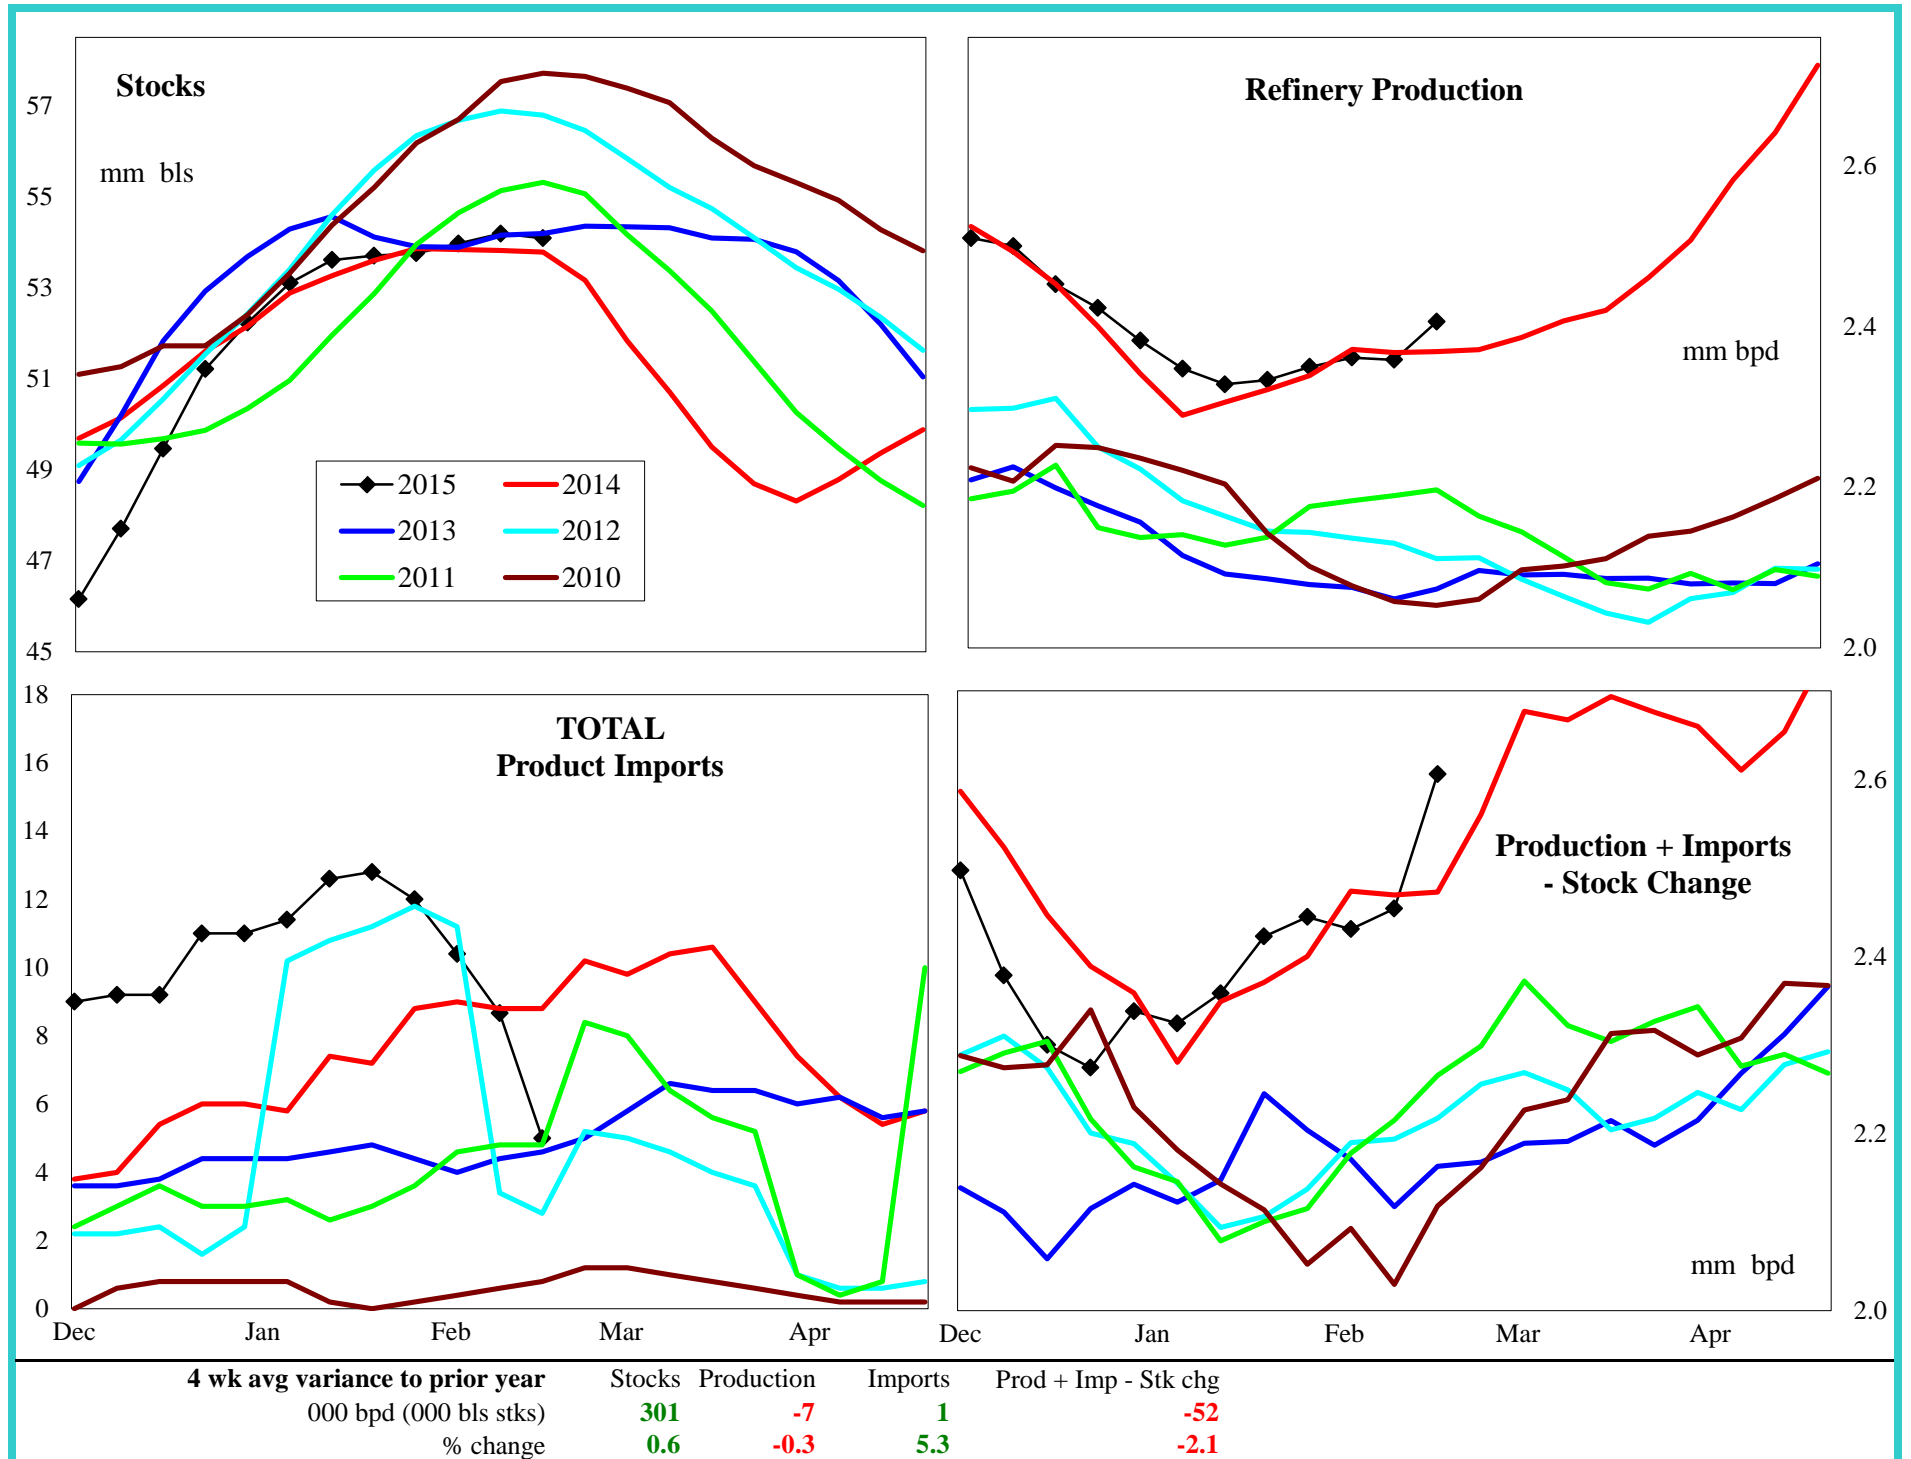 Stocks
mm bls
57
55
53
51
49
47
45
2015 2014
2013 2012
2011 2010
Refinery Production
mm bpd
2.6
2.4
2.2
2.0
TOTAL
Product Imports
18
16
14
12
10
8
6
4
2
0
Dec Jan Feb Mar Apr
Production + Imports
- Stock Change
mm bpd
2.6
2.4
2.2
2.0
Dec Jan Feb Mar Apr
4 wk avg variance to prior year Stocks Production Imports Prod + Imp - Stk chg
000 bpd (000 bls stks) 301 -7 1 -52
% change 0.6 -0.3 5.3 -2.1